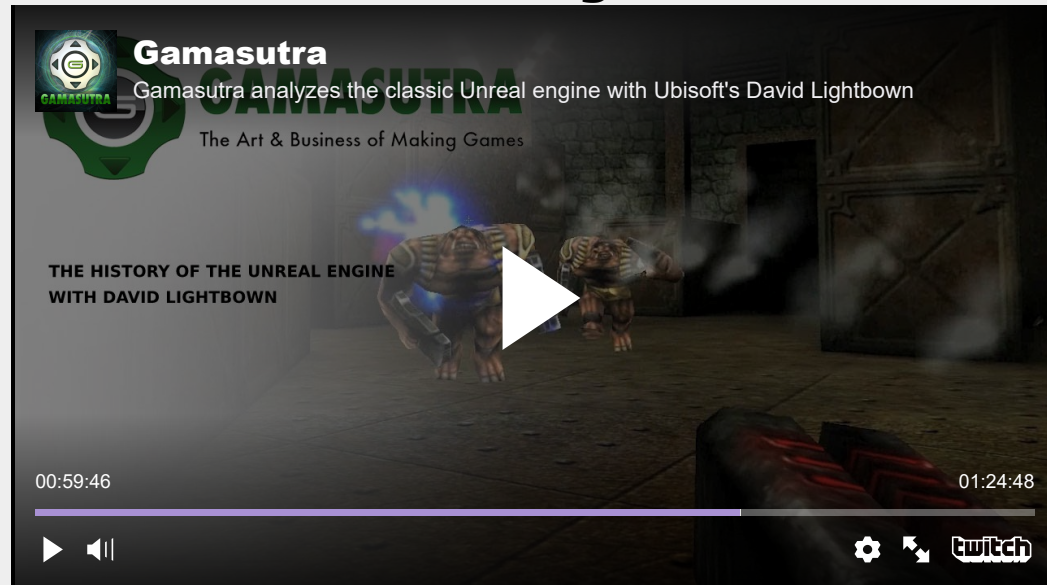 Gamasutra
Gamasutra analyzes the classic Unreal engine with Ubisoft's David Lightbown
GAMASUTRA
GAMASUTRA
The Art & Business of Making Games
THE HISTORY OF THE UNREAL ENGINE
WITH DAVID LIGHTBOWN
00:59:46
01:24:48
twitch